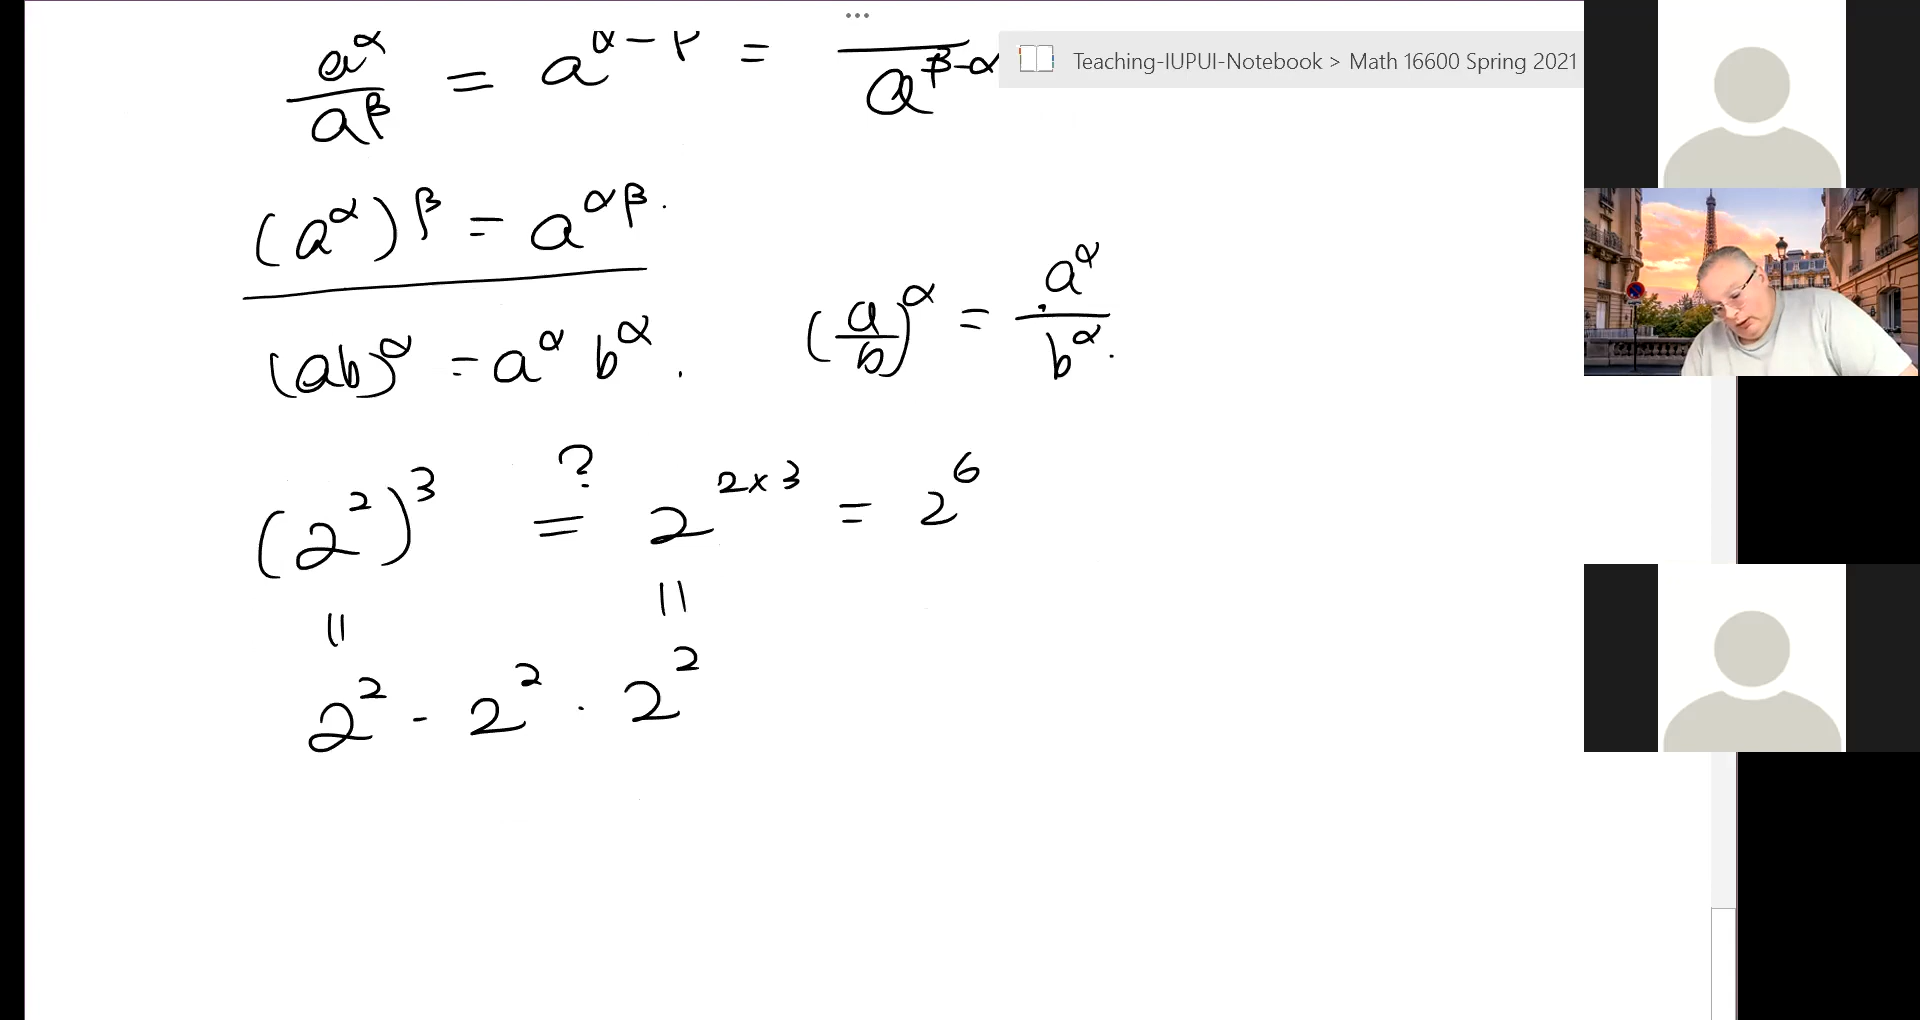 Teaching-IUPUI-Notebook > Math 16600 Spring 2021
a^α / a^β = a^(α-β) = / a^(β-α)
(a^α)^β = a^(αβ).
(ab)^α = a^α b^α. (a/b)^α = a^α / b^α.
(2^2)^3 =? 2^(2×3) = 2^6
|| ||
2^2 · 2^2 · 2^2